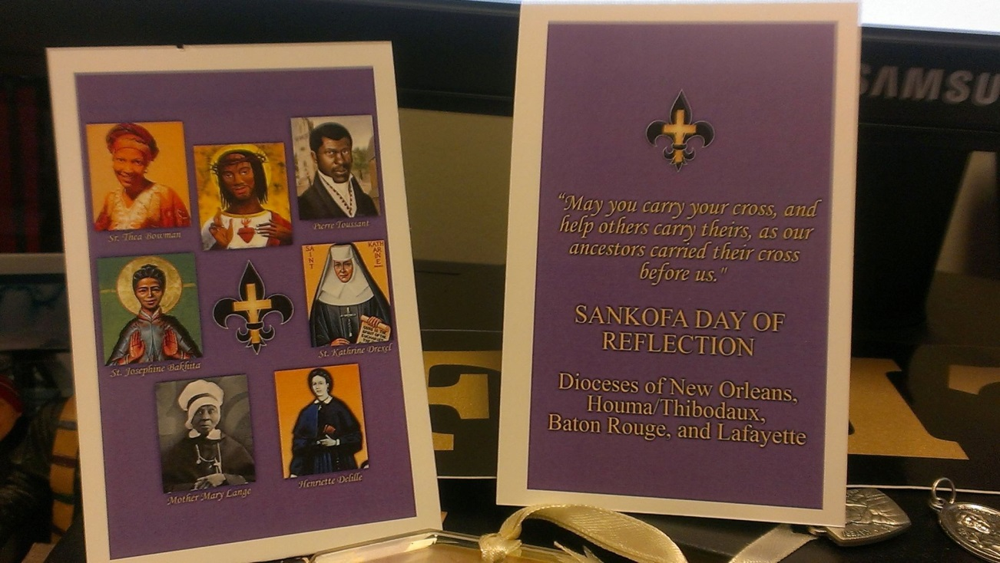 SAMSU
Sr. Thea Bowman
Pierre Toussant
SAINT
KATHARINE
St. Josephine Bakhita
St. Kathrine Drexel
Mother Mary Lange
Henriette Delille
"May you carry your cross, and
help others carry theirs, as our
ancestors carried their cross
before us."
SANKOFA DAY OF
REFLECTION
Dioceses of New Orleans,
Houma/Thibodaux,
Baton Rouge, and Lafayette